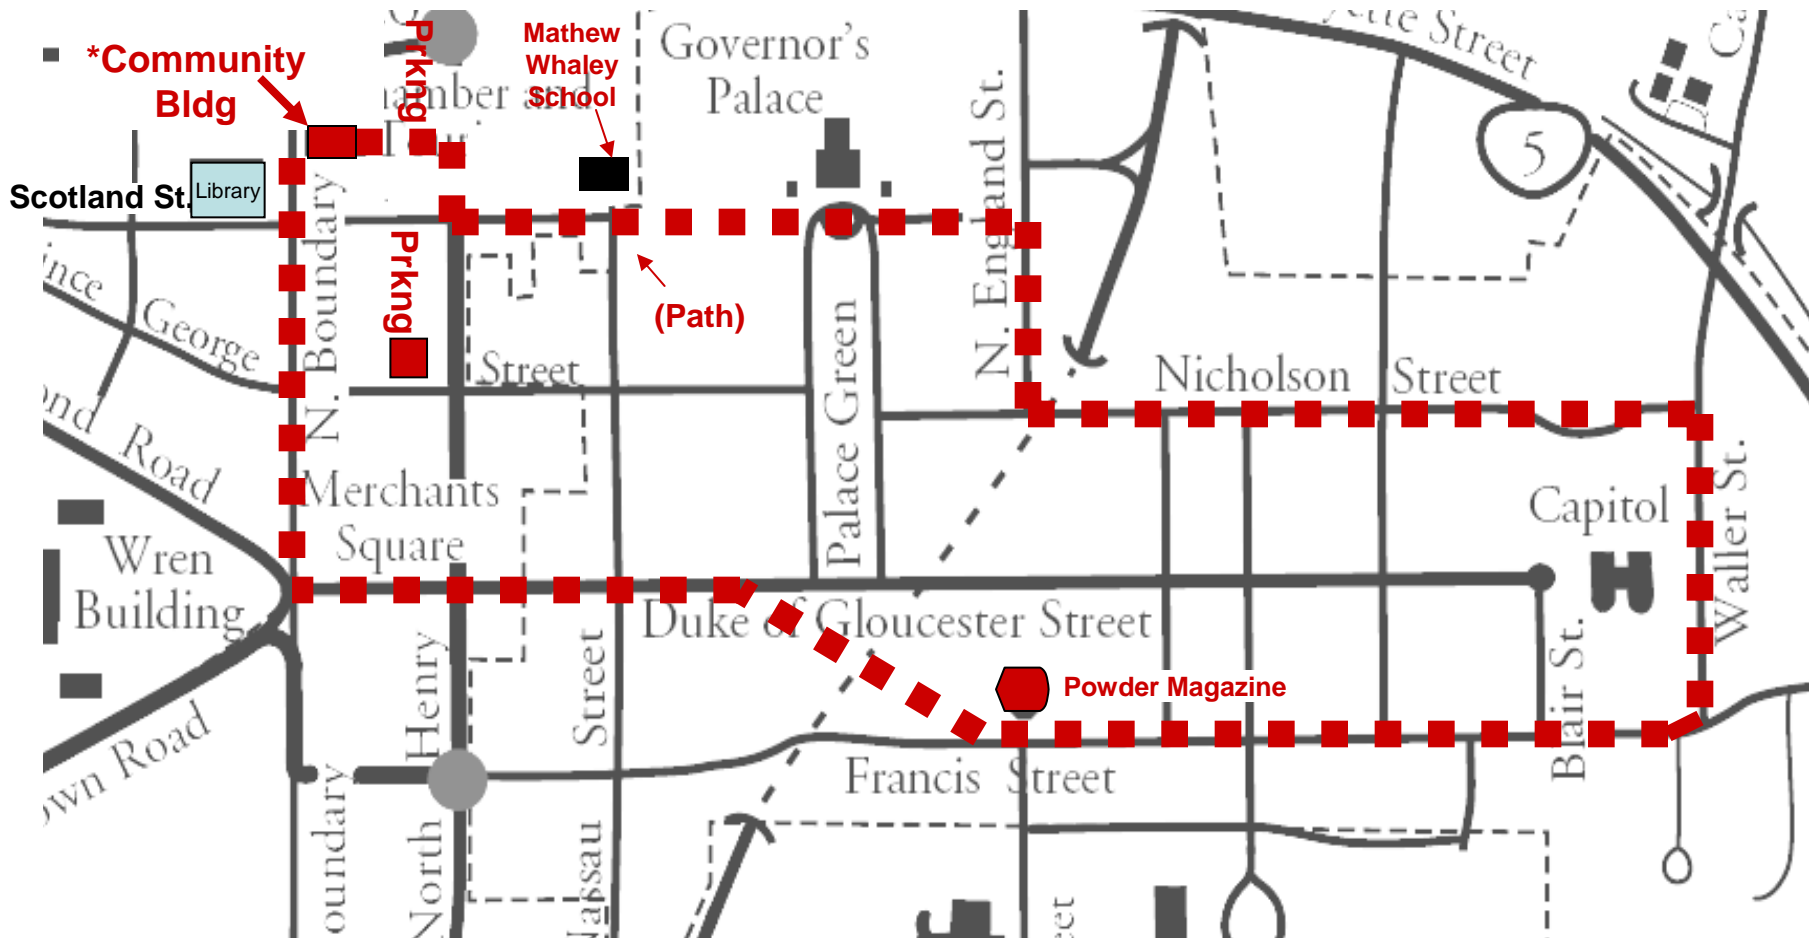 *Community
Bldg
Prkng
Mathew
Whaley
School
Governor's
Palace
Street
Scotland St.
Library
N. Boundary
N. England St.
5
Prkng
(Path)
George
Street
Palace Green
Nicholson Street
Road
Merchants
Square
Wren
Building
Capitol
Waller St.
Duke of Gloucester Street
Powder Magazine
Henry
Street
Blair St.
Road
Francis Street
North